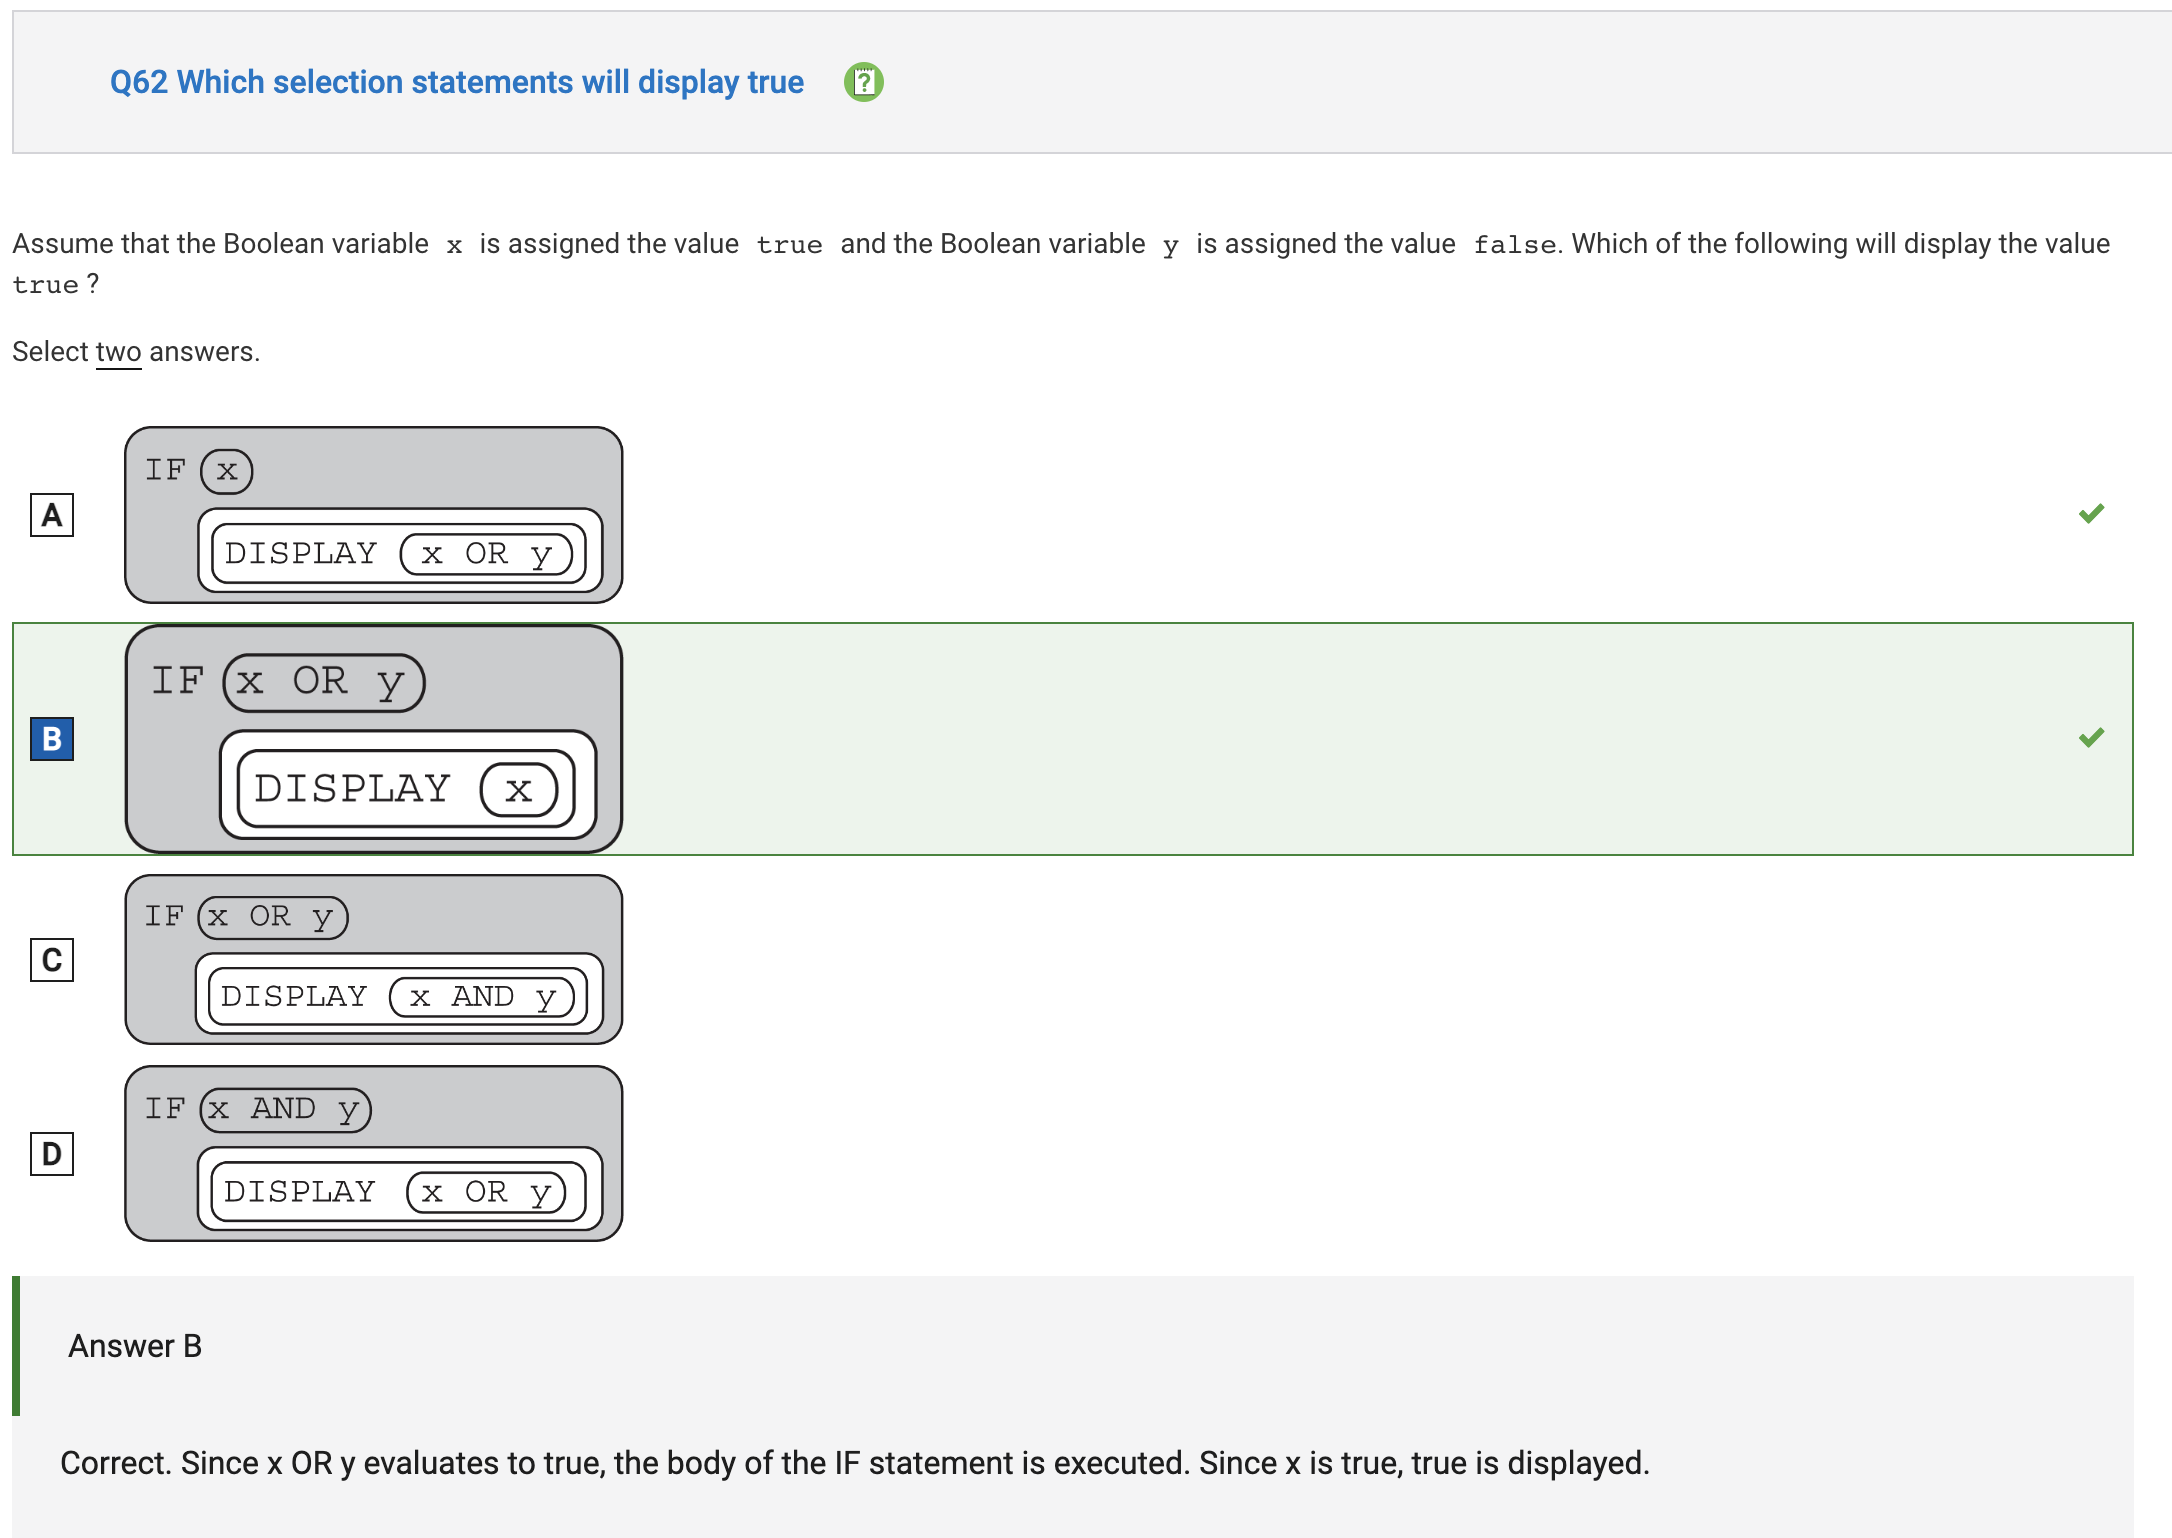 Q62 Which selection statements will display true ?
Assume that the Boolean variable x is assigned the value true and the Boolean variable y is assigned the value false. Which of the following will display the value
true ?
Select two answers.
A
IF x
DISPLAY x OR y
B
IF x OR y
DISPLAY x
C
IF x OR y
DISPLAY x AND y
D
IF x AND y
DISPLAY x OR y
Answer B
Correct. Since x OR y evaluates to true, the body of the IF statement is executed. Since x is true, true is displayed.